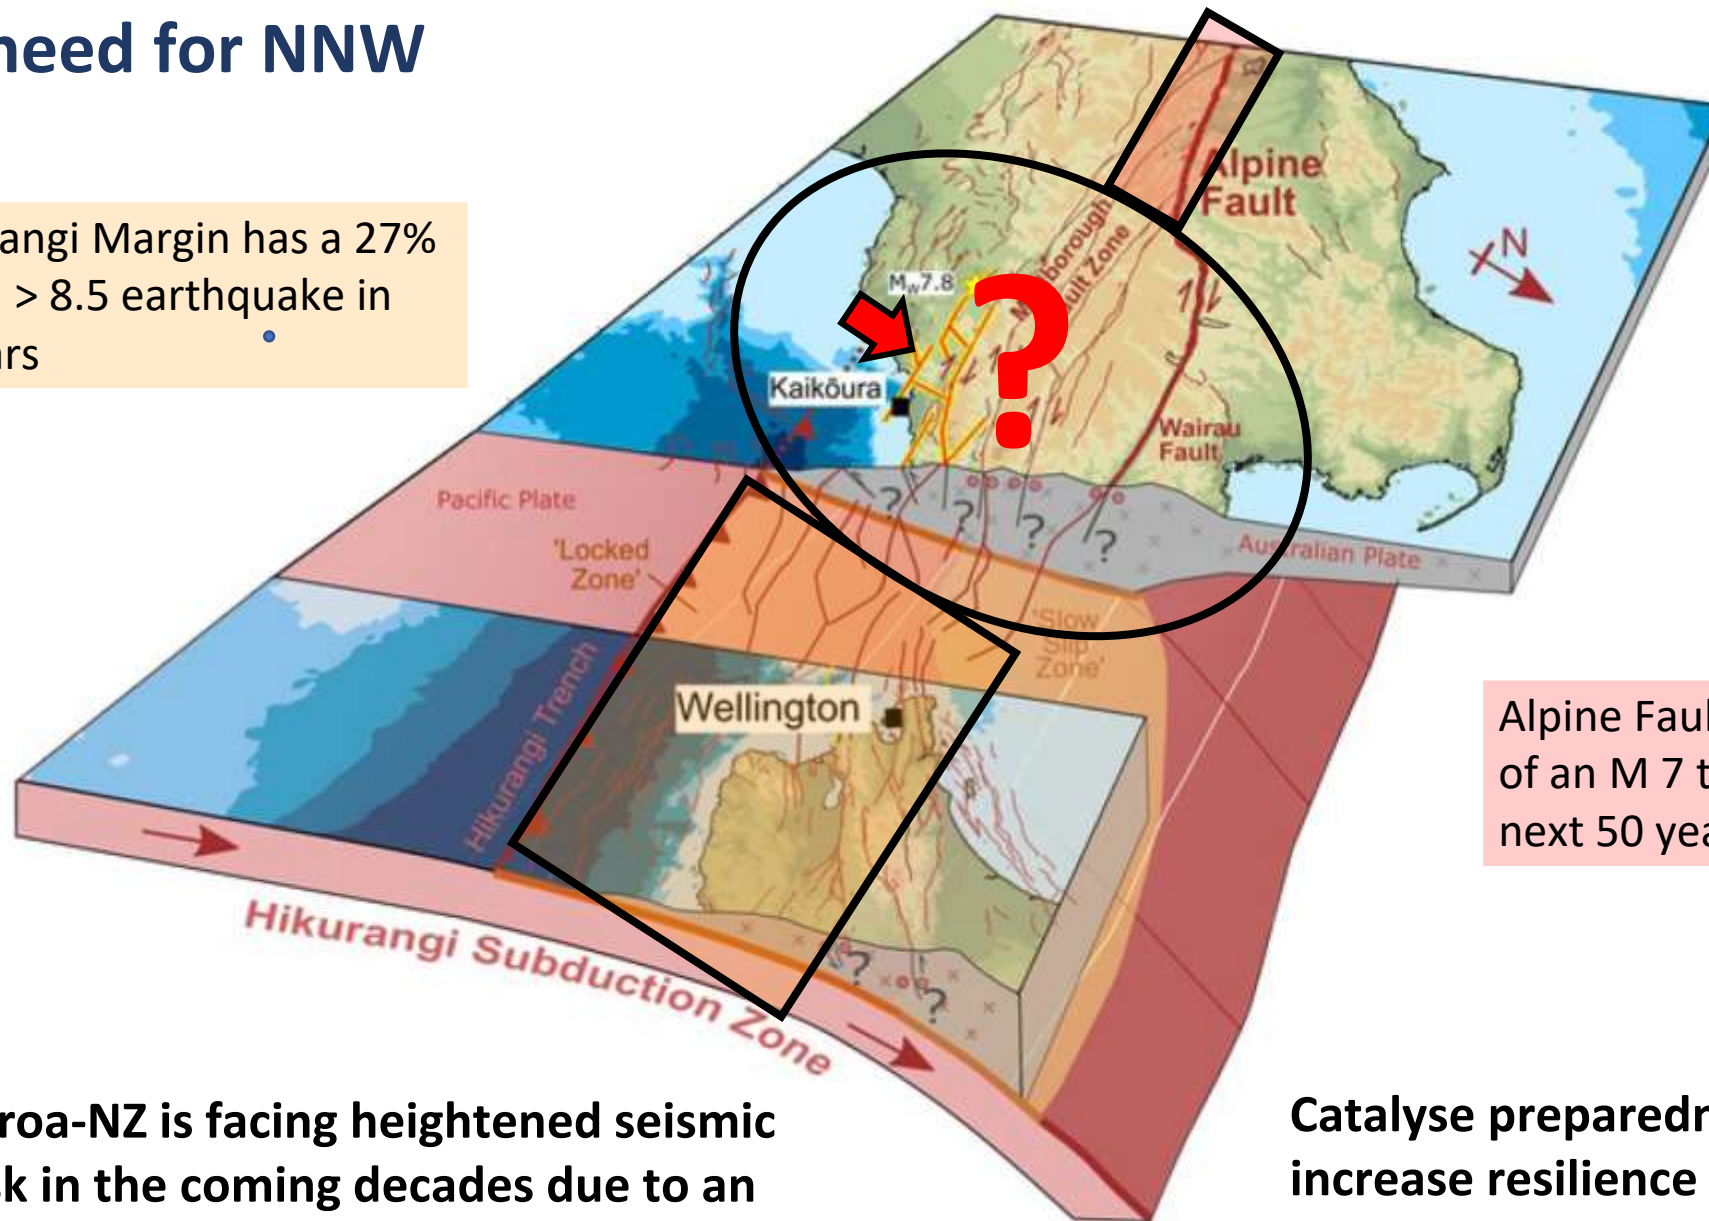 need for NNW
angi Margin has a 27%
> 8.5 earthquake in
ars
Alpine
Fault
N
Marlborough
Fault Zone
Mw7.8
?
Kaikōura
Wairau
Fault
Pacific Plate
? ? ? ?
Australian Plate
'Locked
Zone'
'Slow
Slip
Zone'
Hikurangi Trench
Wellington
Alpine Faul
of an M 7 t
next 50 yea
? ?
Hikurangi Subduction Zone
roa-NZ is facing heightened seismic
sk in the coming decades due to an
Catalyse preparedn
increase resilience